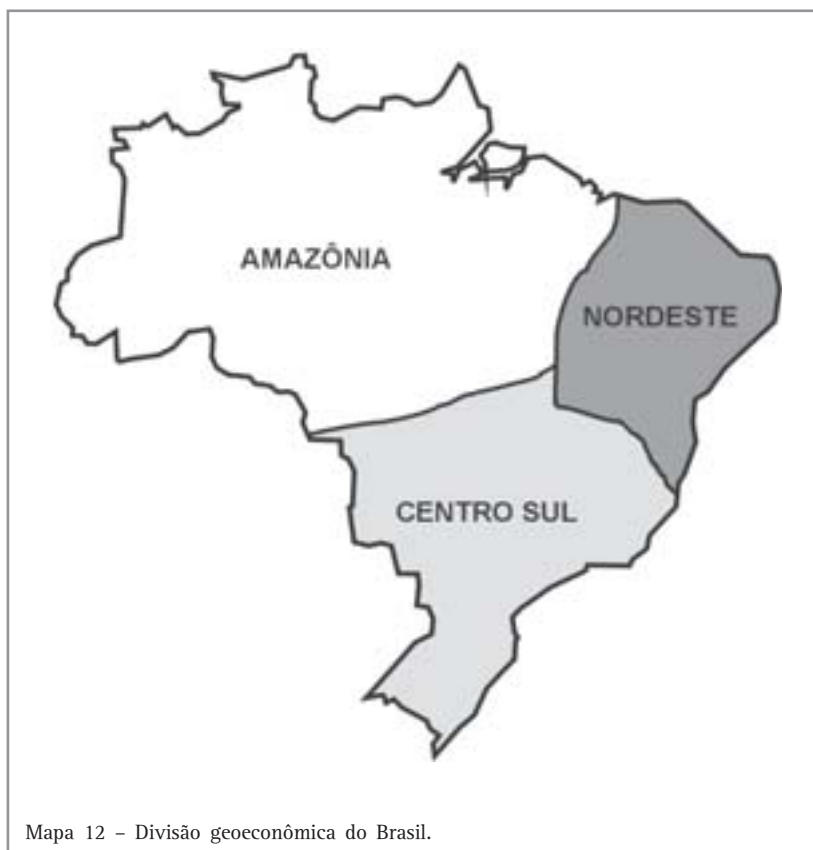 AMAZÔNIA
NORDESTE
CENTRO SUL
Mapa 12 – Divisão geoeconômica do Brasil.